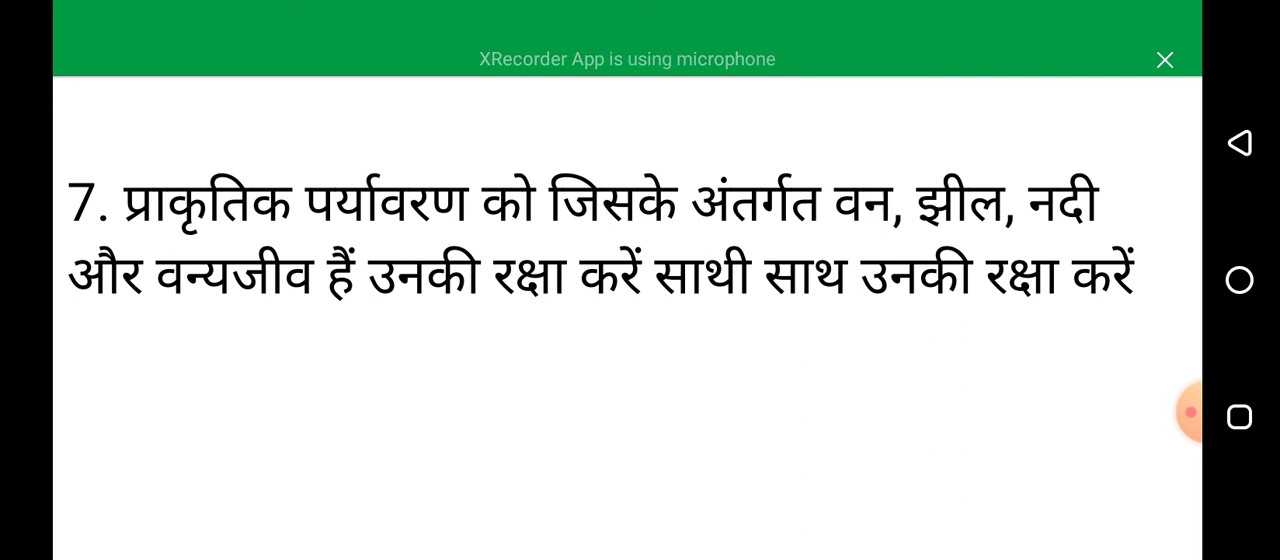 XRecorder App is using microphone
7. प्राकृतिक पर्यावरण को जिसके अंतर्गत वन, झील, नदी
और वन्यजीव हैं उनकी रक्षा करें साथी साथ उनकी रक्षा करें